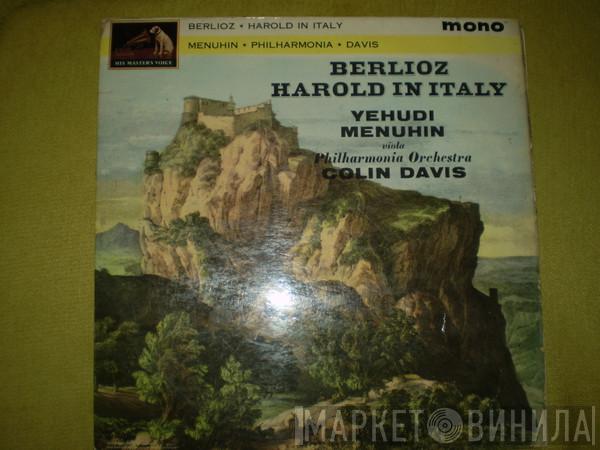 BERLIOZ • HAROLD IN ITALY
mono
HIS MASTER'S VOICE
MENUHIN • PHILHARMONIA • DAVIS
BERLIOZ
HAROLD IN ITALY
YEHUDI
MENUHIN
viola
Philharmonia Orchestra
COLIN DAVIS
МАРКЕТ ВИНИЛА